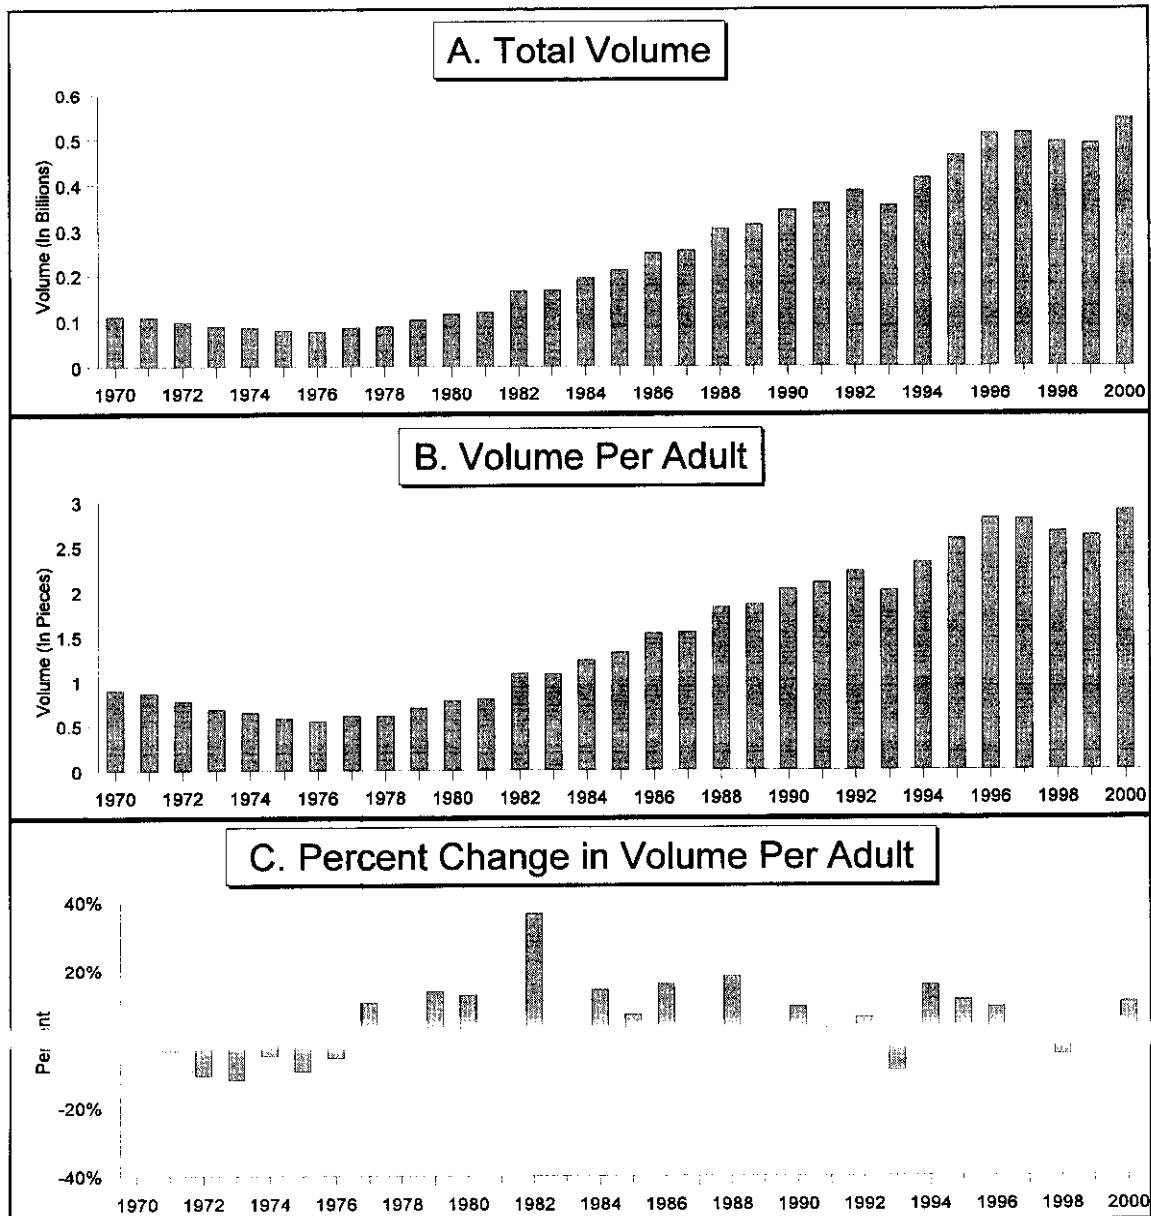 A. Total Volume
Volume (In Billions)
0.6
0.5
0.4
0.3
0.2
0.1
0
1970 1972 1974 1976 1978 1980 1982 1984 1986 1988 1990 1992 1994 1996 1998 2000
B. Volume Per Adult
Volume (In Pieces)
3
2.5
2
1.5
1
0.5
0
1970 1972 1974 1976 1978 1980 1982 1984 1986 1988 1990 1992 1994 1996 1998 2000
C. Percent Change in Volume Per Adult
Percent
40%
20%
-20%
-40%
1970 1972 1974 1976 1978 1980 1982 1984 1986 1988 1990 1992 1994 1996 1998 2000